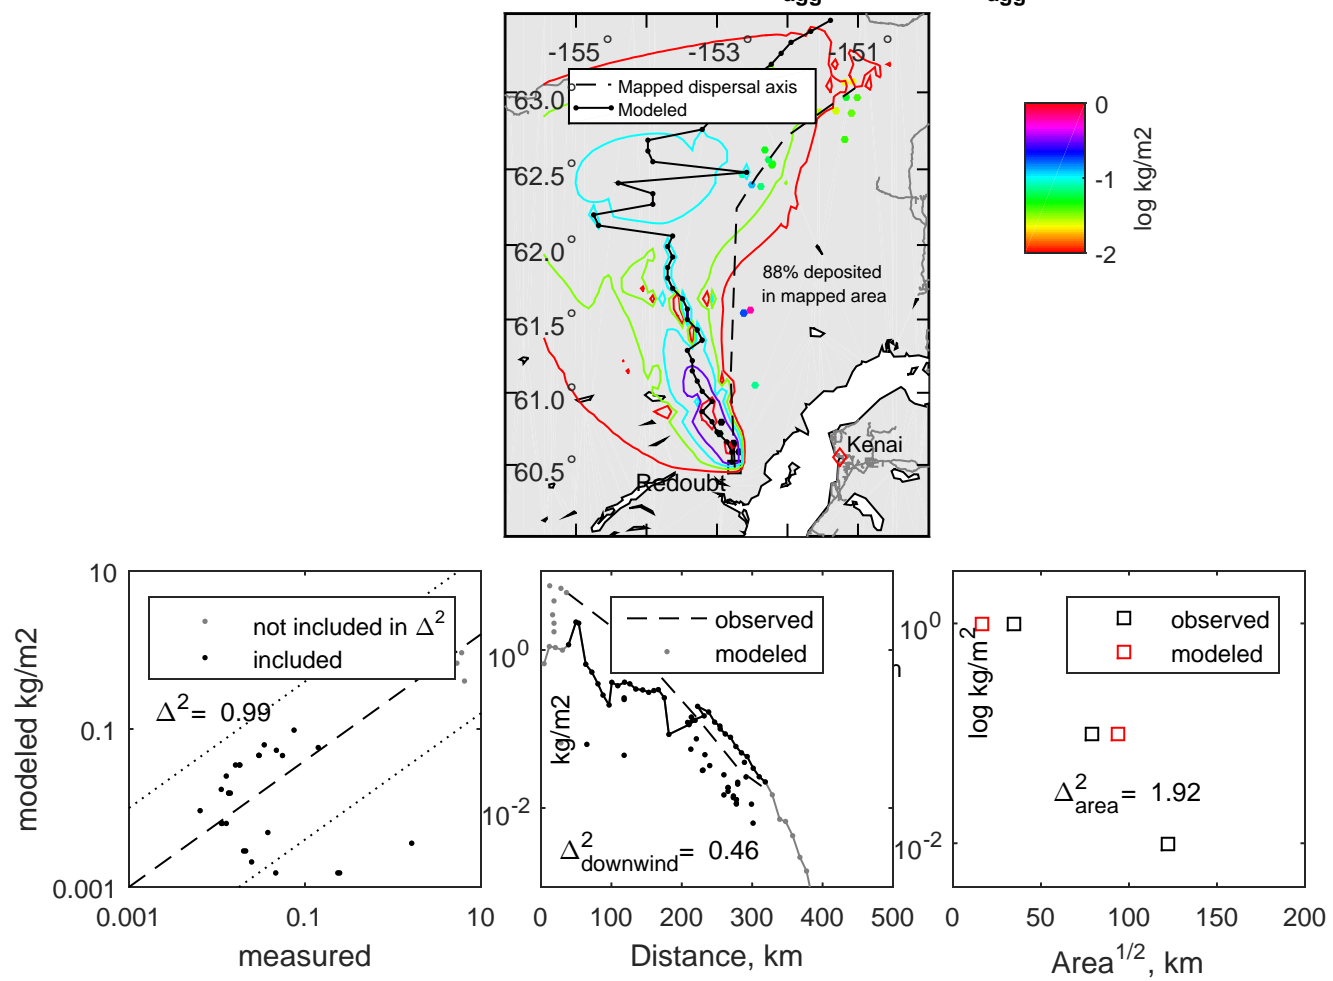 agg agg
-155° -153° -151°
Mapped dispersal axis
Modeled
63.0°
62.5°
62.0°
61.5°
61.0°
60.5°
88% deposited
in mapped area
Kenai
Redoubt
0
-1
-2
log kg/m2
10
0.1
0.001
modeled kg/m2
not included in Δ²
included
Δ²= 0.99
0.001 0.1 10
measured
10⁰
10⁻²
kg/m2
observed
modeled
Δ²downwind= 0.46
0 100 200 300 400 500
Distance, km
10⁰
10⁻²
log kg/m²
observed
modeled
Δ²area= 1.92
0 50 100 150 200
Area¹/², km